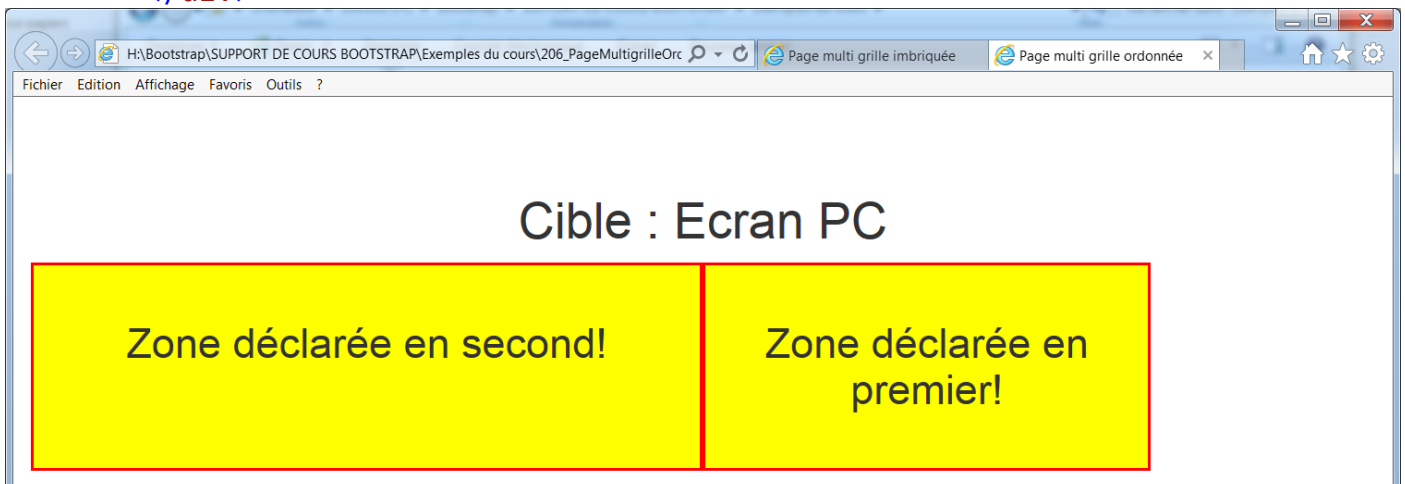 H:\Bootstrap\SUPPORT DE COURS BOOTSTRAP\Exemples du cours\206_PageMultigrilleOrc
Page multi grille imbriquée
Page multi grille ordonnée
Fichier Edition Affichage Favoris Outils ?
Cible : Ecran PC
Zone déclarée en second!
Zone déclarée en
premier!